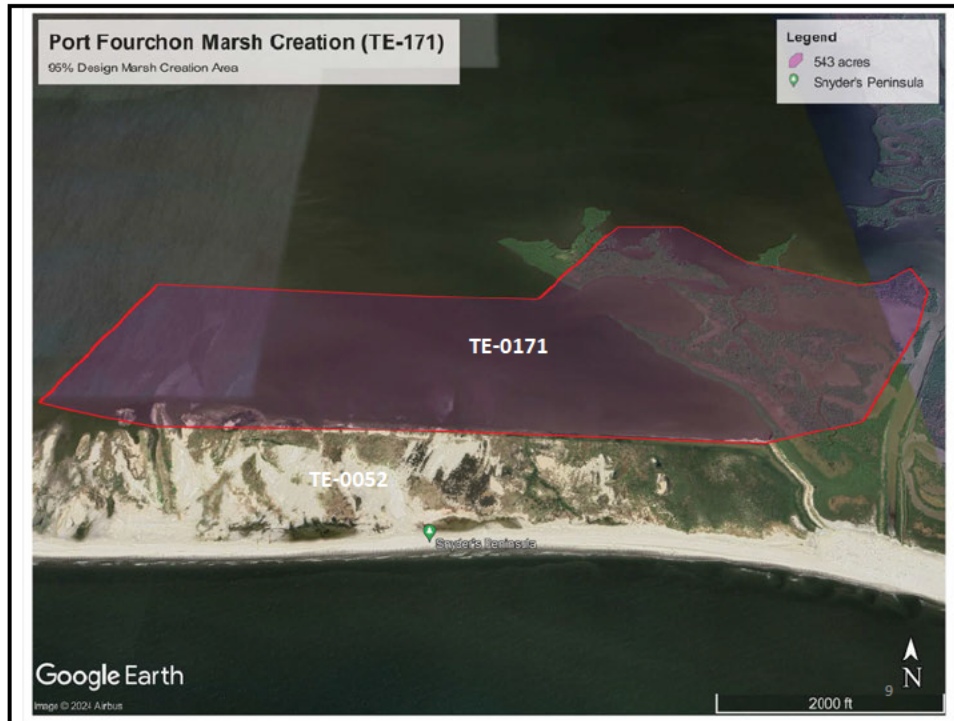 Port Fourchon Marsh Creation (TE-171)
95% Design Marsh Creation Area
Legend
543 acres
Snyder's Peninsula
TE-0171
TE-0052
Snyder's Peninsula
Google Earth
Image © 2024 Airbus
9
N
2000 ft